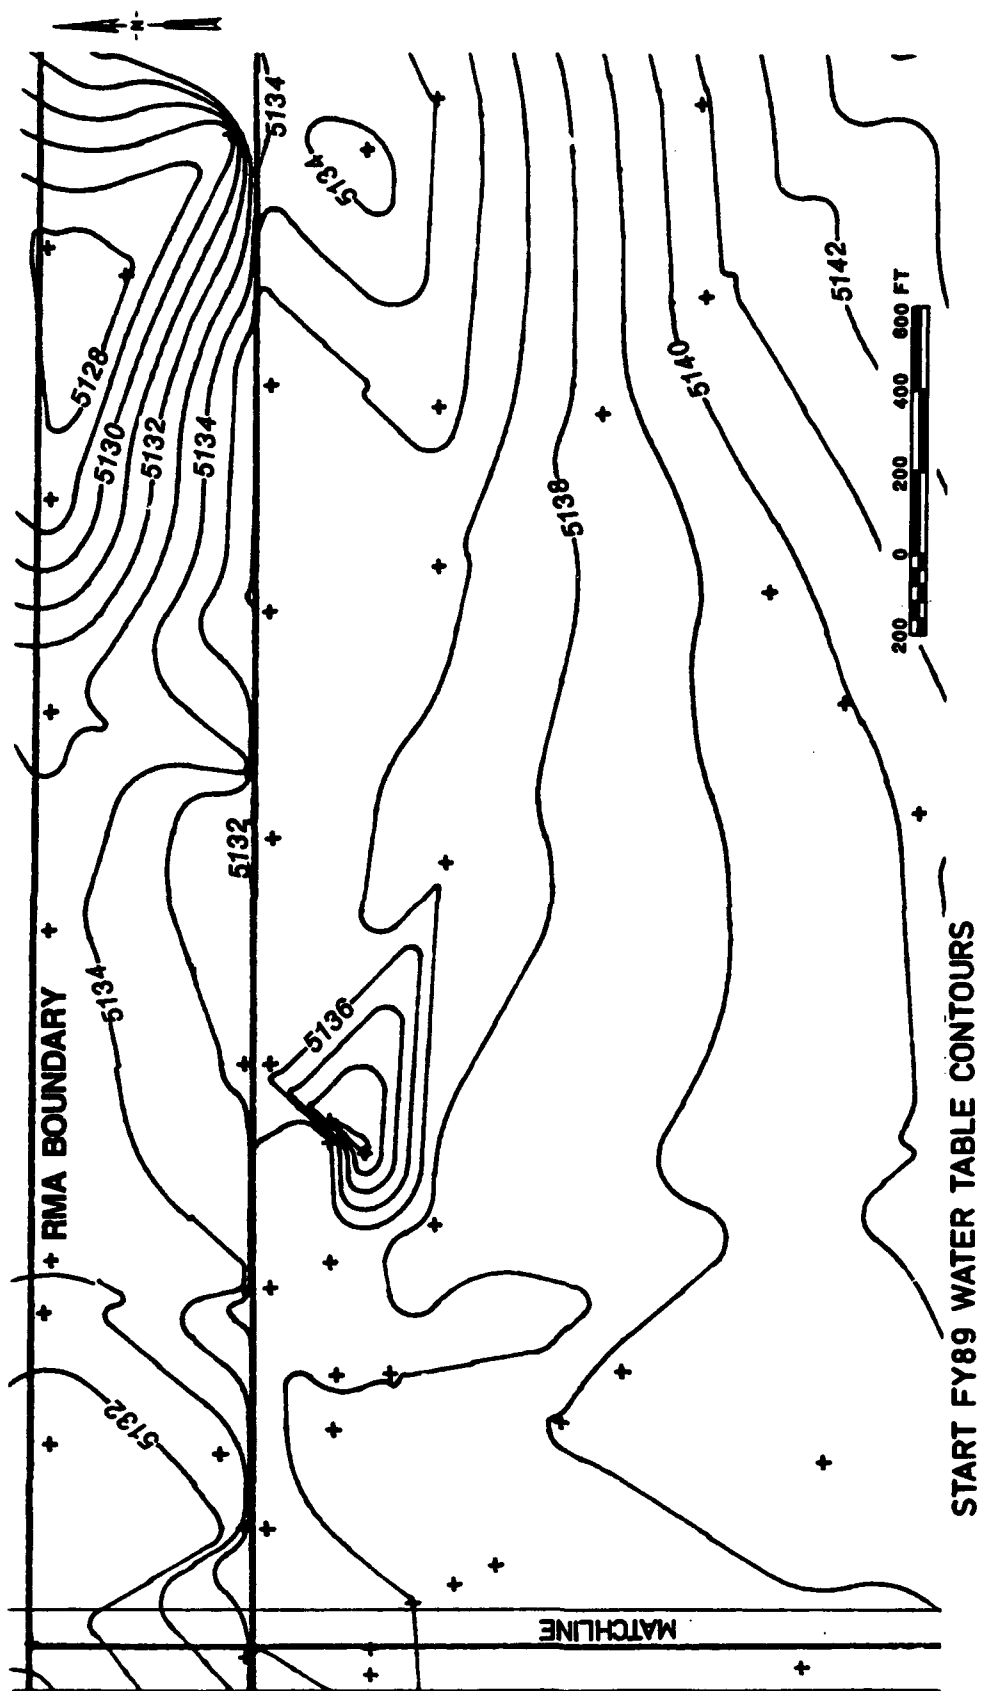 N
5134
5134
5128
5130
5132
5134
5142
5140
5138
5132
5134
5136
5132
RMA BOUNDARY
MATCHLINE
200 0 200 400 600 FT
START FY89 WATER TABLE CONTOURS